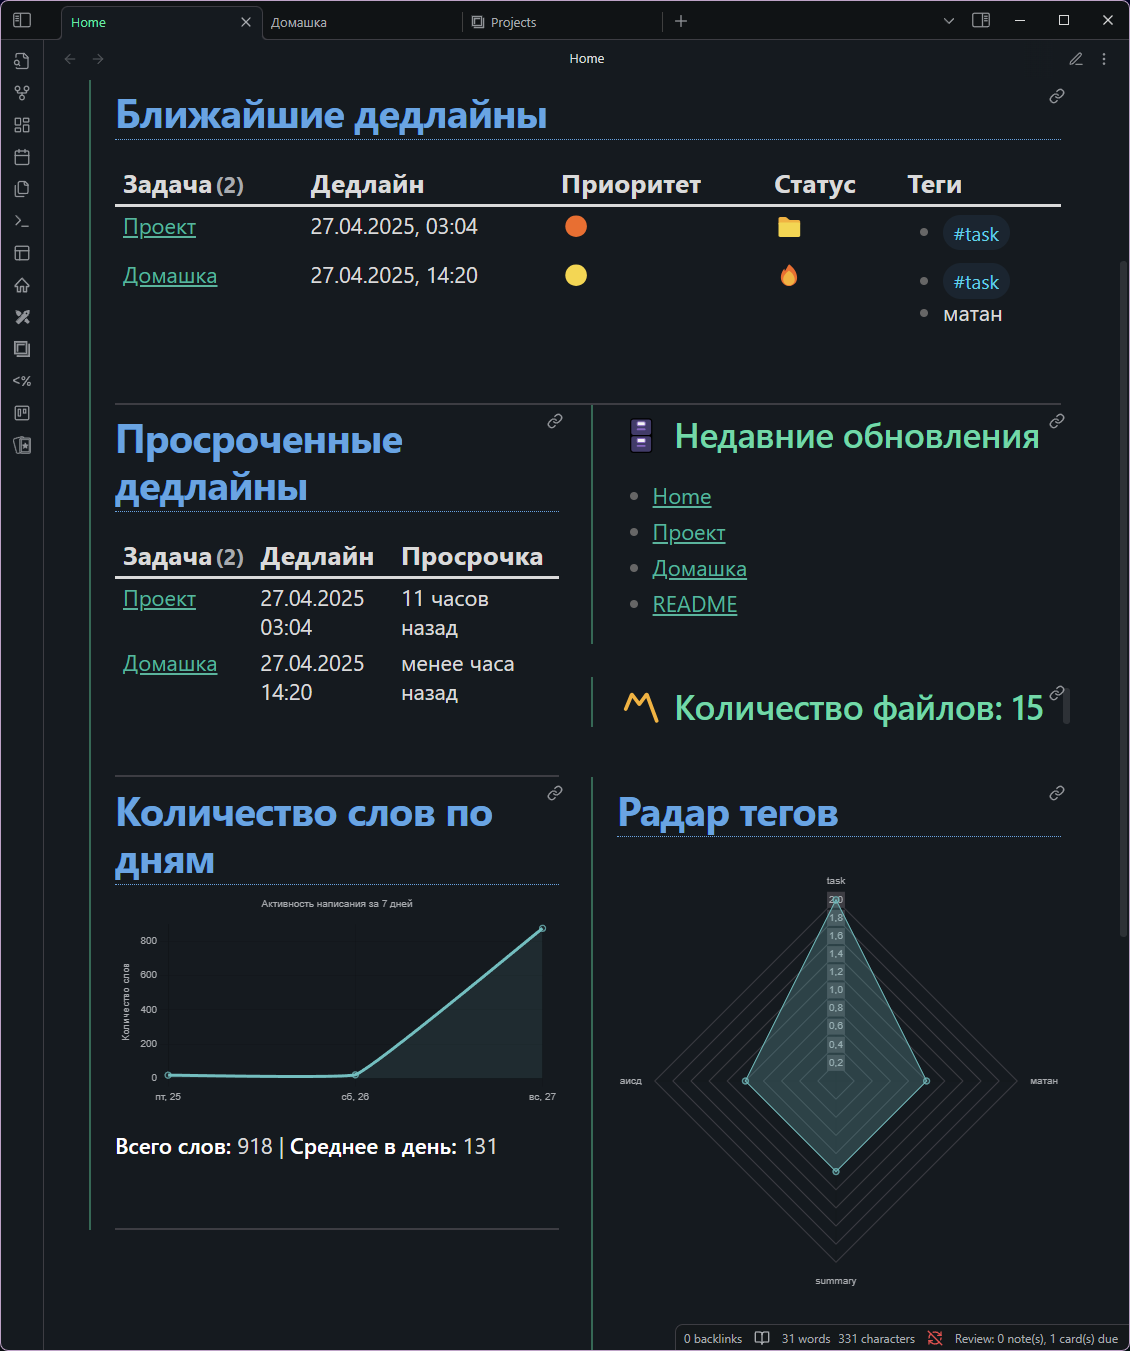 Home
Домашка
Projects
Home
Ближайшие дедлайны
Задача (2) Дедлайн Приоритет Статус Теги
Проект 27.04.2025, 03:04 #task
Домашка 27.04.2025, 14:20 #task
матан
Просроченные
дедлайны
Задача (2) Дедлайн Просрочка
Проект 27.04.2025 11 часов
03:04 назад
Домашка 27.04.2025 менее часа
14:20 назад
Недавние обновления
Home
Проект
Домашка
README
Количество файлов: 15
Количество слов по
дням
Активность написания за 7 дней
Количество слов
800
600
400
200
0
пт, 25 сб, 26 вс, 27
Всего слов: 918 | Среднее в день: 131
Радар тегов
task
2,0
1,8
1,6
1,4
1,2
1,0
0,8
0,6
0,4
0,2
аисд
матан
summary
<%
0 backlinks 31 words 331 characters Review: 0 note(s), 1 card(s) due